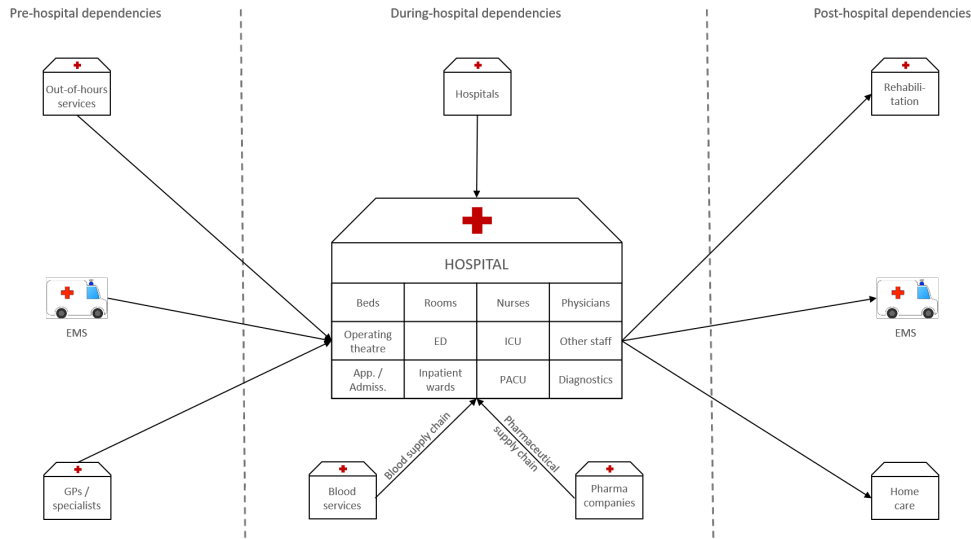 Pre-hospital dependencies
During-hospital dependencies
Post-hospital dependencies
Out-of-hours
services
Hospitals
Rehabili-
tation
HOSPITAL
Beds
Rooms
Nurses
Physicians
EMS
EMS
Operating
theatre
ED
ICU
Other staff
App. /
Admiss.
Inpatient
wards
PACU
Diagnostics
Blood supply chain
Pharmaceutical
supply chain
GPs /
specialists
Blood
services
Pharma
companies
Home
care